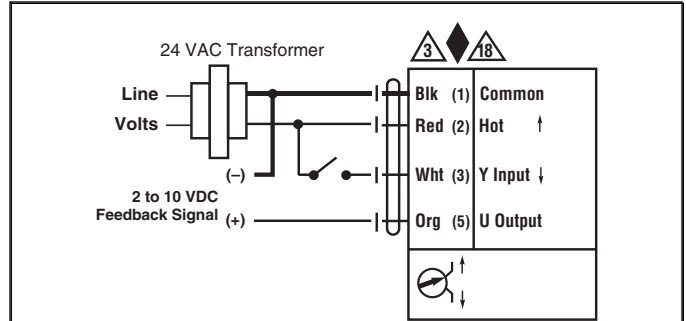 24 VAC Transformer
3 18
Line
Volts
Blk (1) Common
Red (2) Hot ↑
(–) Wht (3) Y Input ↓
2 to 10 VDC
Feedback Signal (+) Org (5) U Output
↑
↓